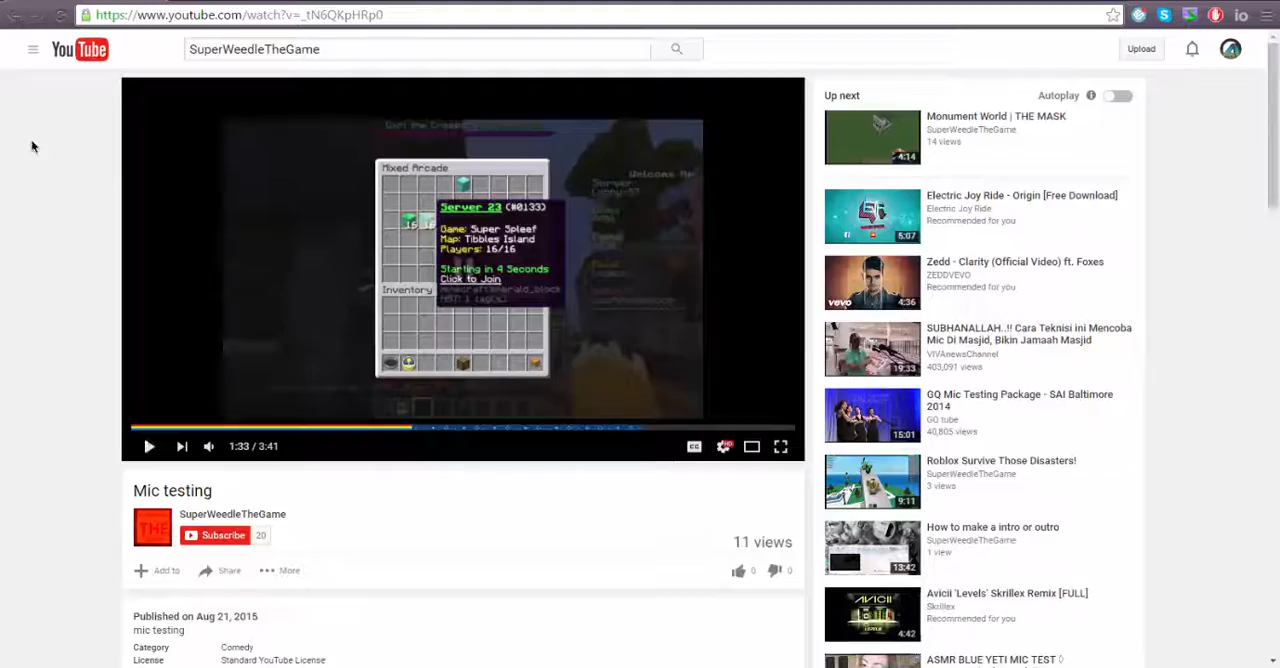 https://www.youtube.com/watch?v=_tN6QKpHRp0
YouTube
SuperWeedleTheGame
Upload
Mixed Arcade
Server 23 (#0133)
Game: Super Spleef
Map: Tibbles Island
Players: 16/16
Starting in 4 Seconds
Click to Join
Inventory
1:33 / 3:41
CC
HD
Mic testing
THE
SuperWeedleTheGame
Subscribe 20
11 views
Add to
Share
More
0
0
Published on Aug 21, 2015
mic testing
Category Comedy
License Standard YouTube License
Up next
Autoplay
Monument World | THE MASK
SuperWeedleTheGame
14 views
4:14
Electric Joy Ride - Origin [Free Download]
Electric Joy Ride
Recommended for you
5:07
Zedd - Clarity (Official Video) ft. Foxes
ZEDDVEVO
Recommended for you
vevo
4:36
SUBHANALLAH..!! Cara Teknisi ini Mencoba
Mic Di Masjid, Bikin Jamaah Masjid
VIVAnewsChannel
403,091 views
19:33
GQ Mic Testing Package - SAI Baltimore
2014
GQ tube
40,805 views
15:01
Roblox Survive Those Disasters!
SuperWeedleTheGame
3 views
9:11
How to make a intro or outro
SuperWeedleTheGame
1 view
13:42
Avicii 'Levels' Skrillex Remix [FULL]
Skrillex
Recommended for you
AVICII
4:42
ASMR BLUE YETI MIC TEST ◊